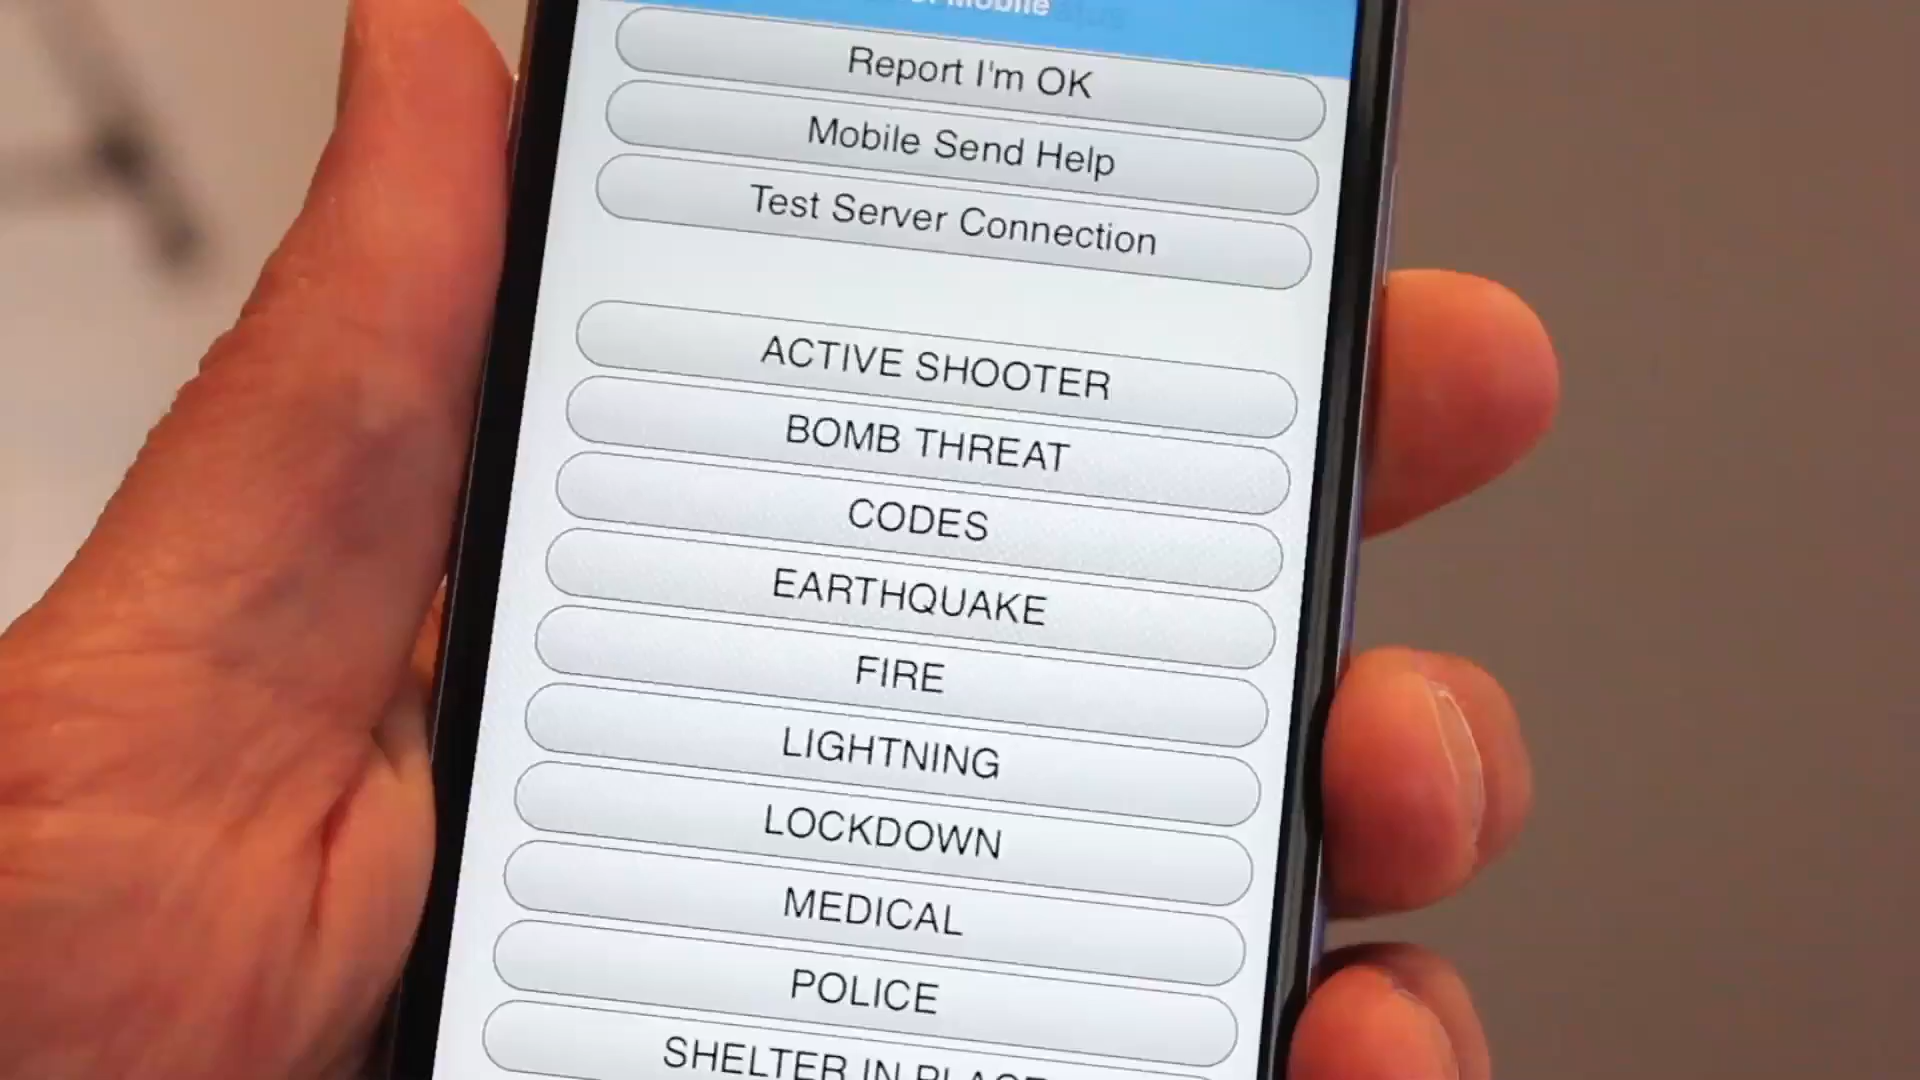 Mobile
Report I'm OK
Mobile Send Help
Test Server Connection
ACTIVE SHOOTER
BOMB THREAT
CODES
EARTHQUAKE
FIRE
LIGHTNING
LOCKDOWN
MEDICAL
POLICE
SHELTER IN PLACE